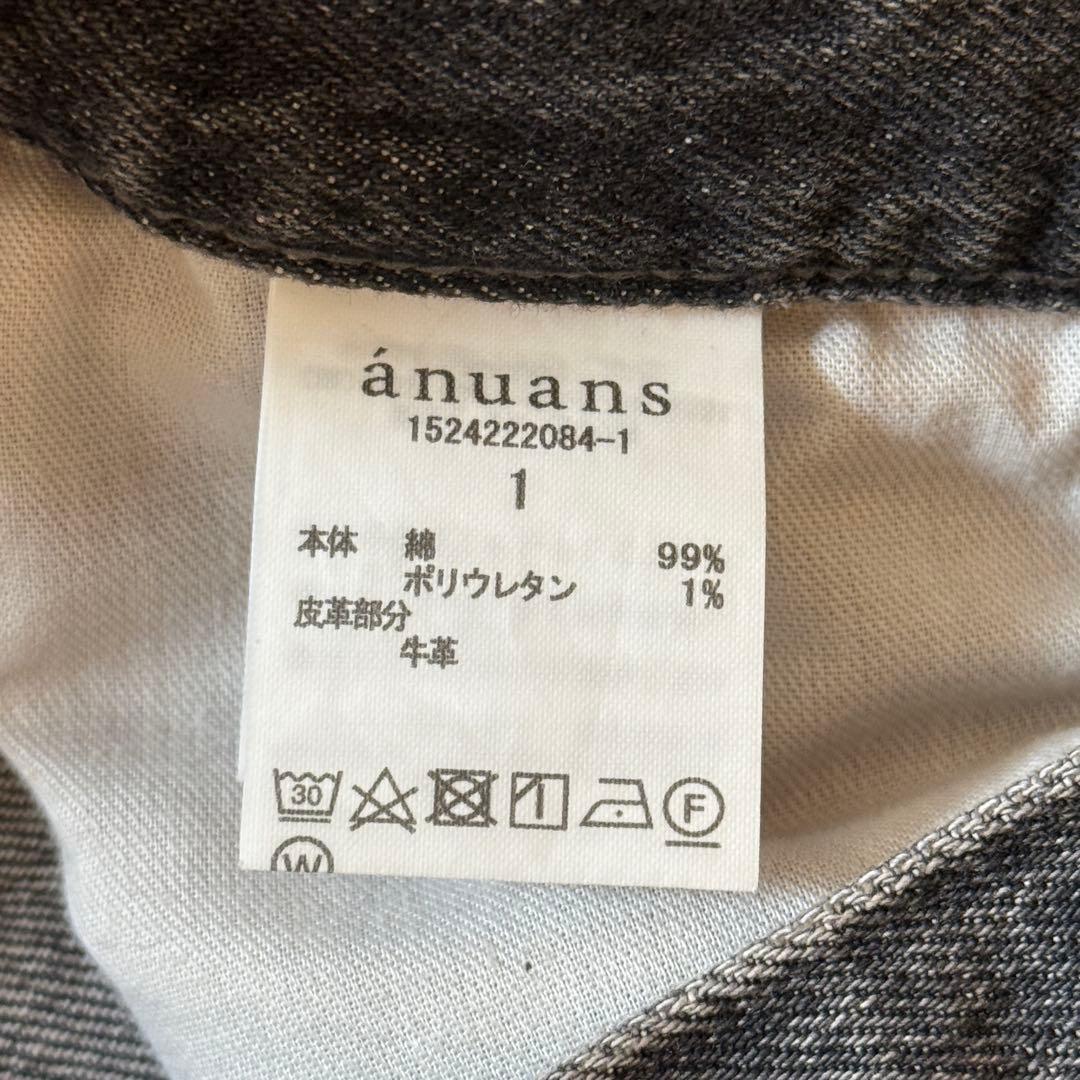 ánuans
1524222084-1
1
本体 綿 99%
ポリウレタン 1%
皮革部分
牛革
30 F
W